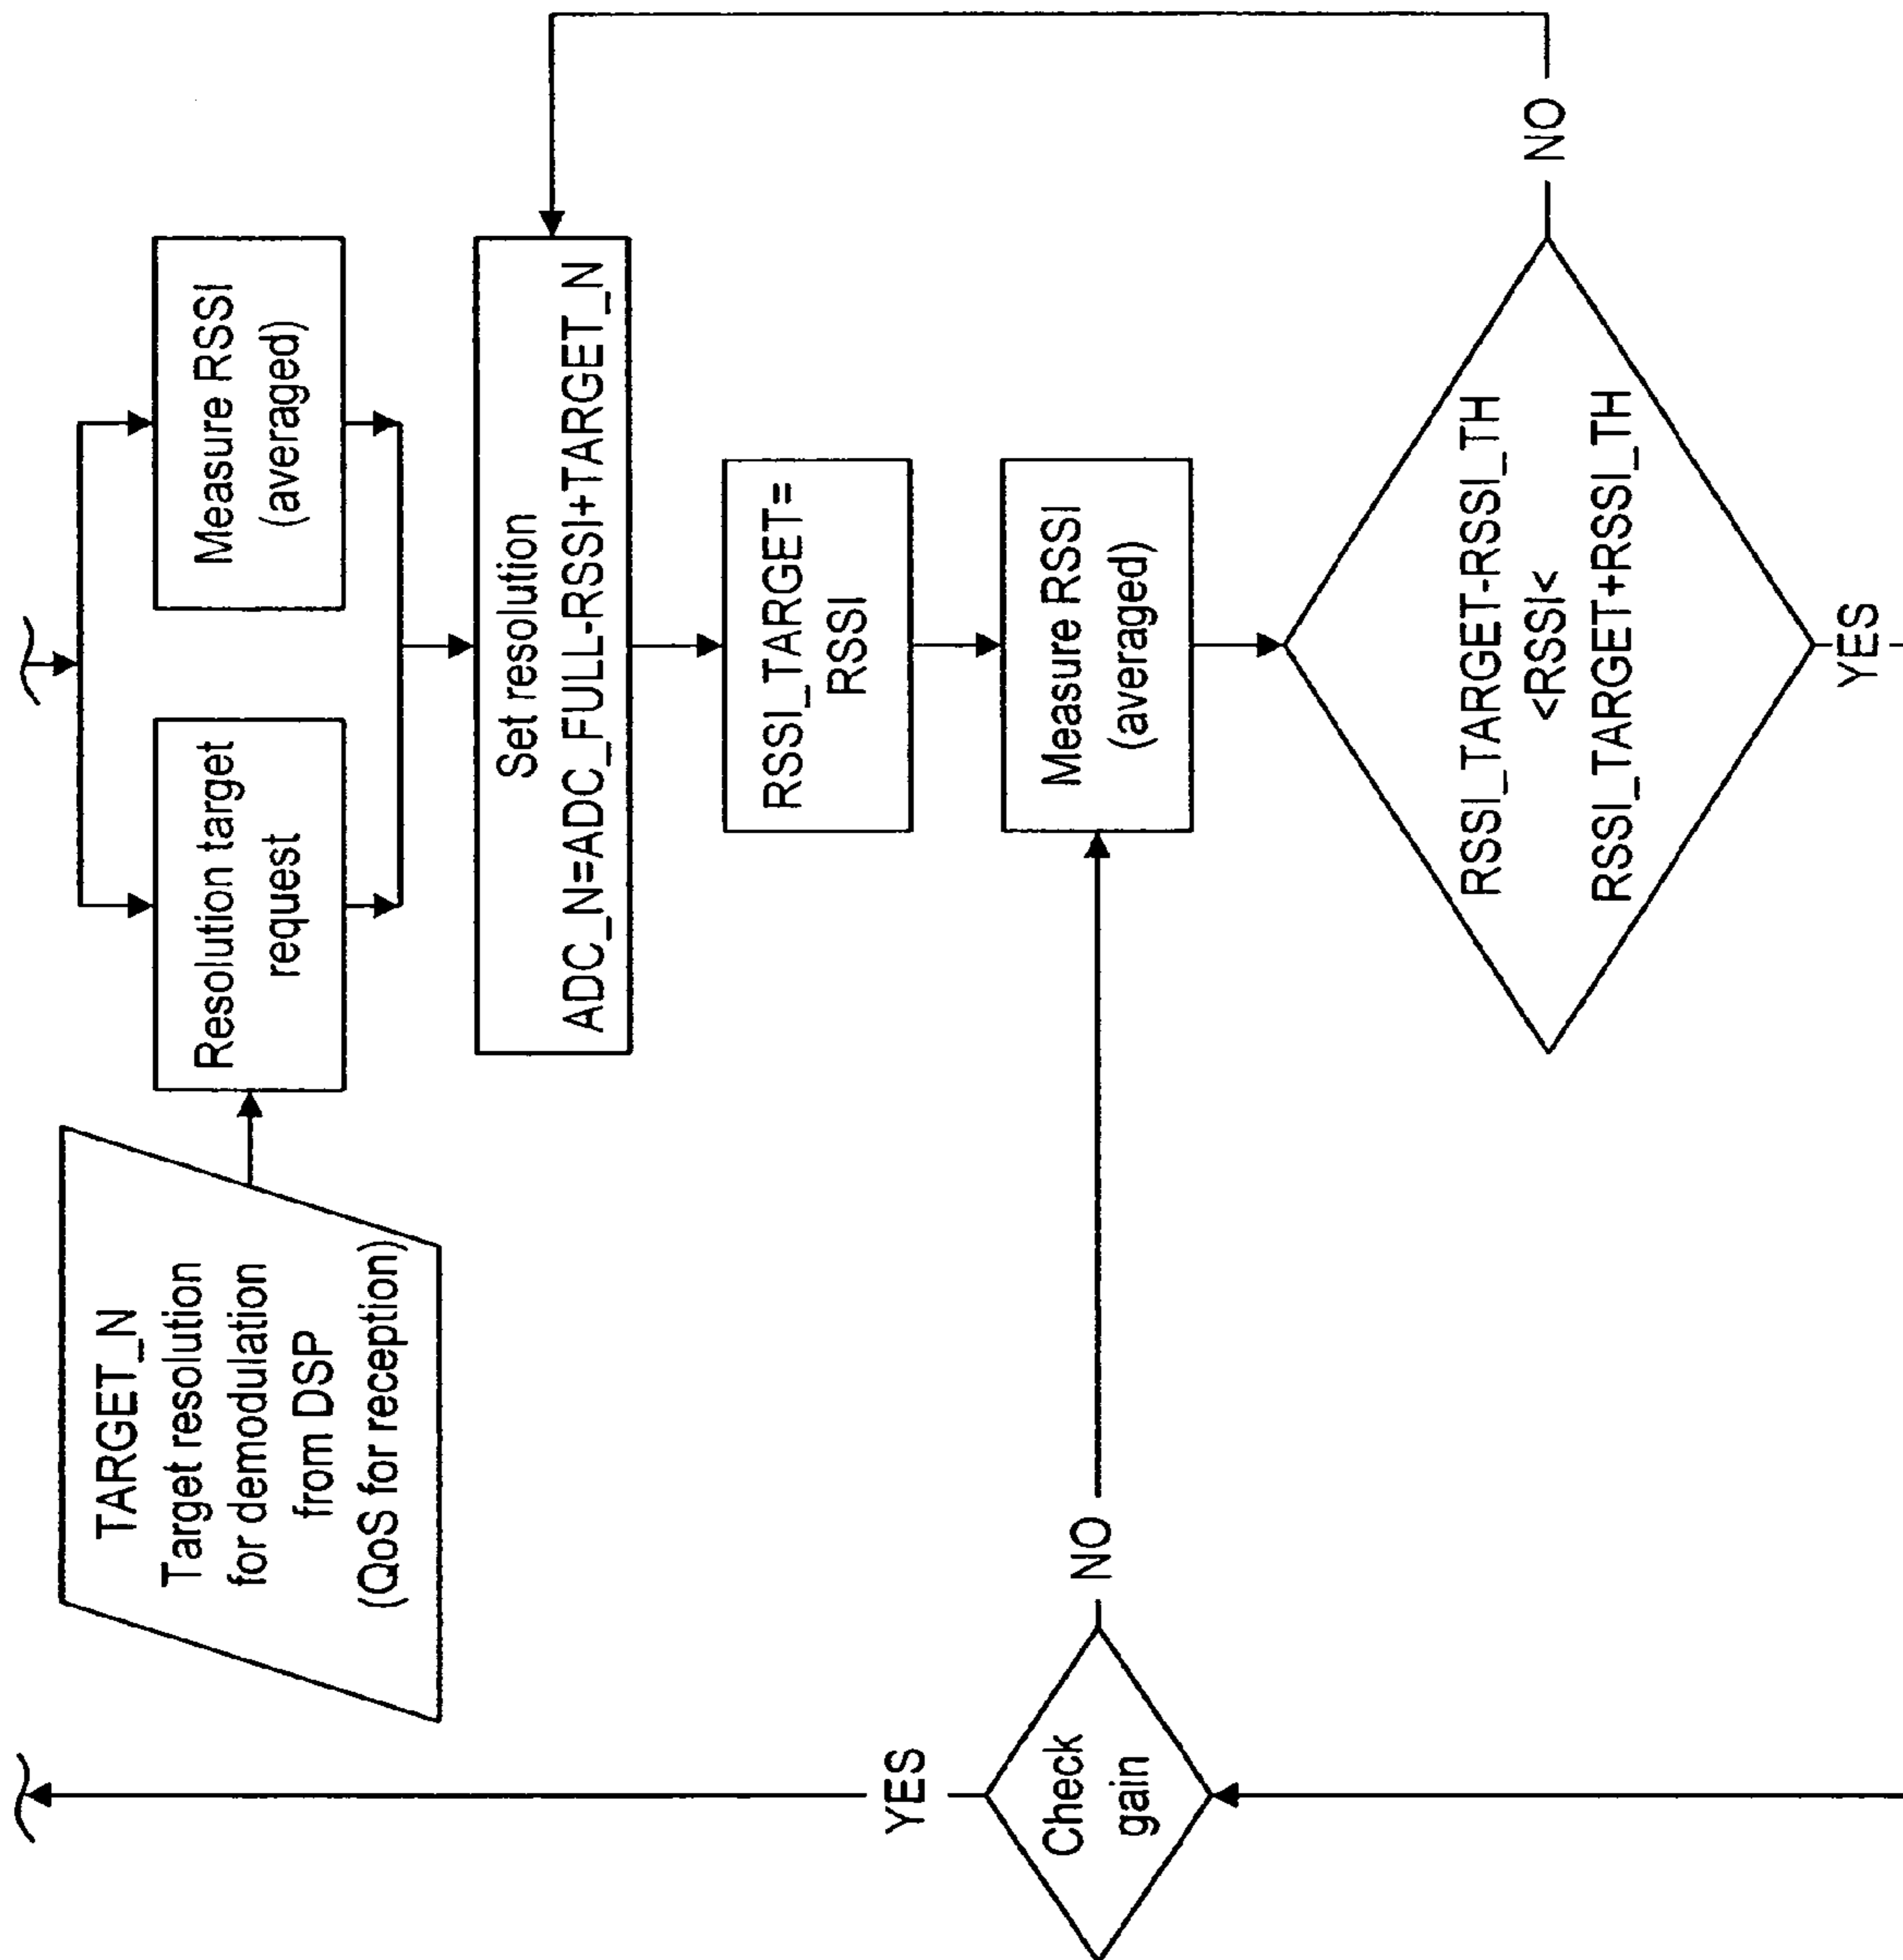 TARGET_N
Target resolution
for demodulation
from DSP
(QoS for reception)
Resolution target
request
Measure RSSI
(averaged)
Set resolution
ADC_N=ADC_FULL-RSSI+TARGET_N
RSSI_TARGET=
RSSI
Measure RSSI
(averaged)
RSSI_TARGET-RSSI_TH
<RSSI<
RSSI_TARGET+RSSI_TH
NO
YES
Check
gain
YES
NO